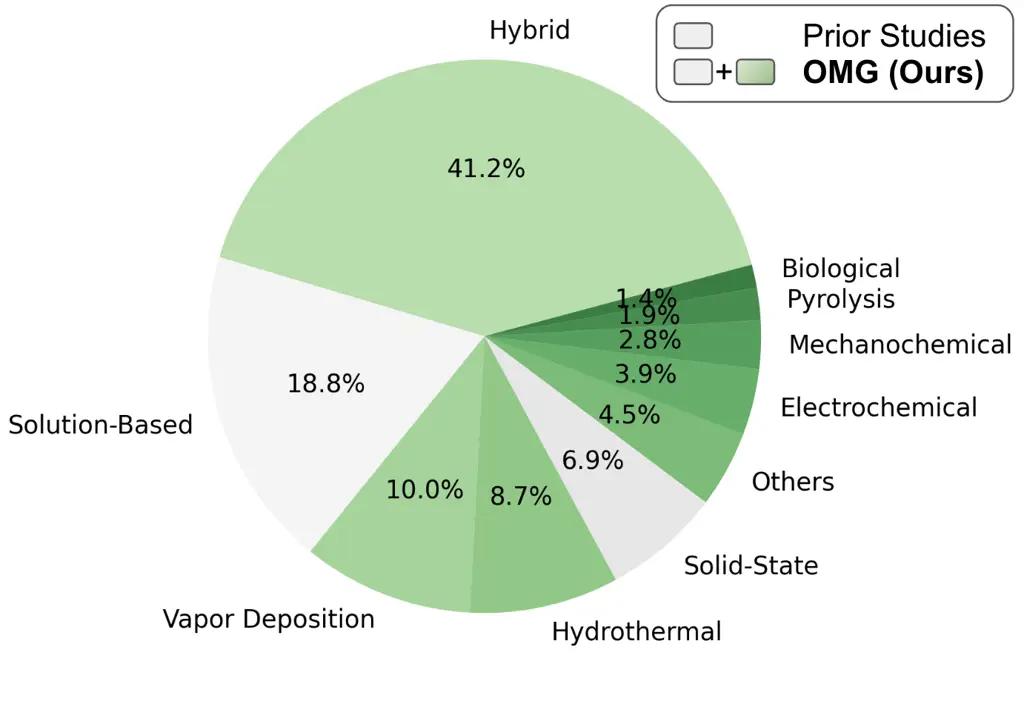 Hybrid
Prior Studies
+ OMG (Ours)
41.2%
Biological
1.4%
Pyrolysis
1.9%
2.8%
Mechanochemical
3.9%
18.8%
Electrochemical
4.5%
Solution-Based
6.9%
Others
10.0%
8.7%
Solid-State
Vapor Deposition
Hydrothermal